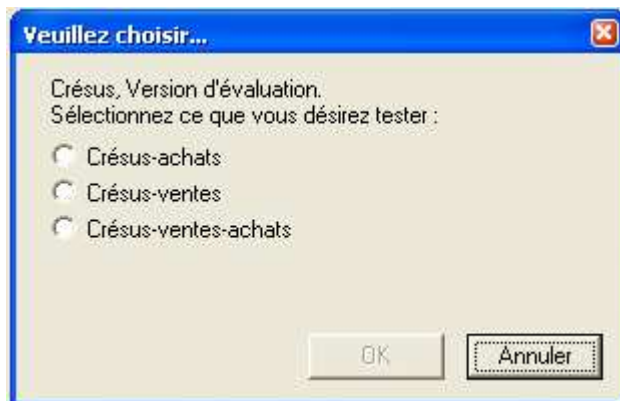 Veuillez choisir...
Crésus, Version d'évaluation.
Sélectionnez ce que vous désirez tester :
Crésus-achats
Crésus-ventes
Crésus-ventes-achats
OK
Annuler